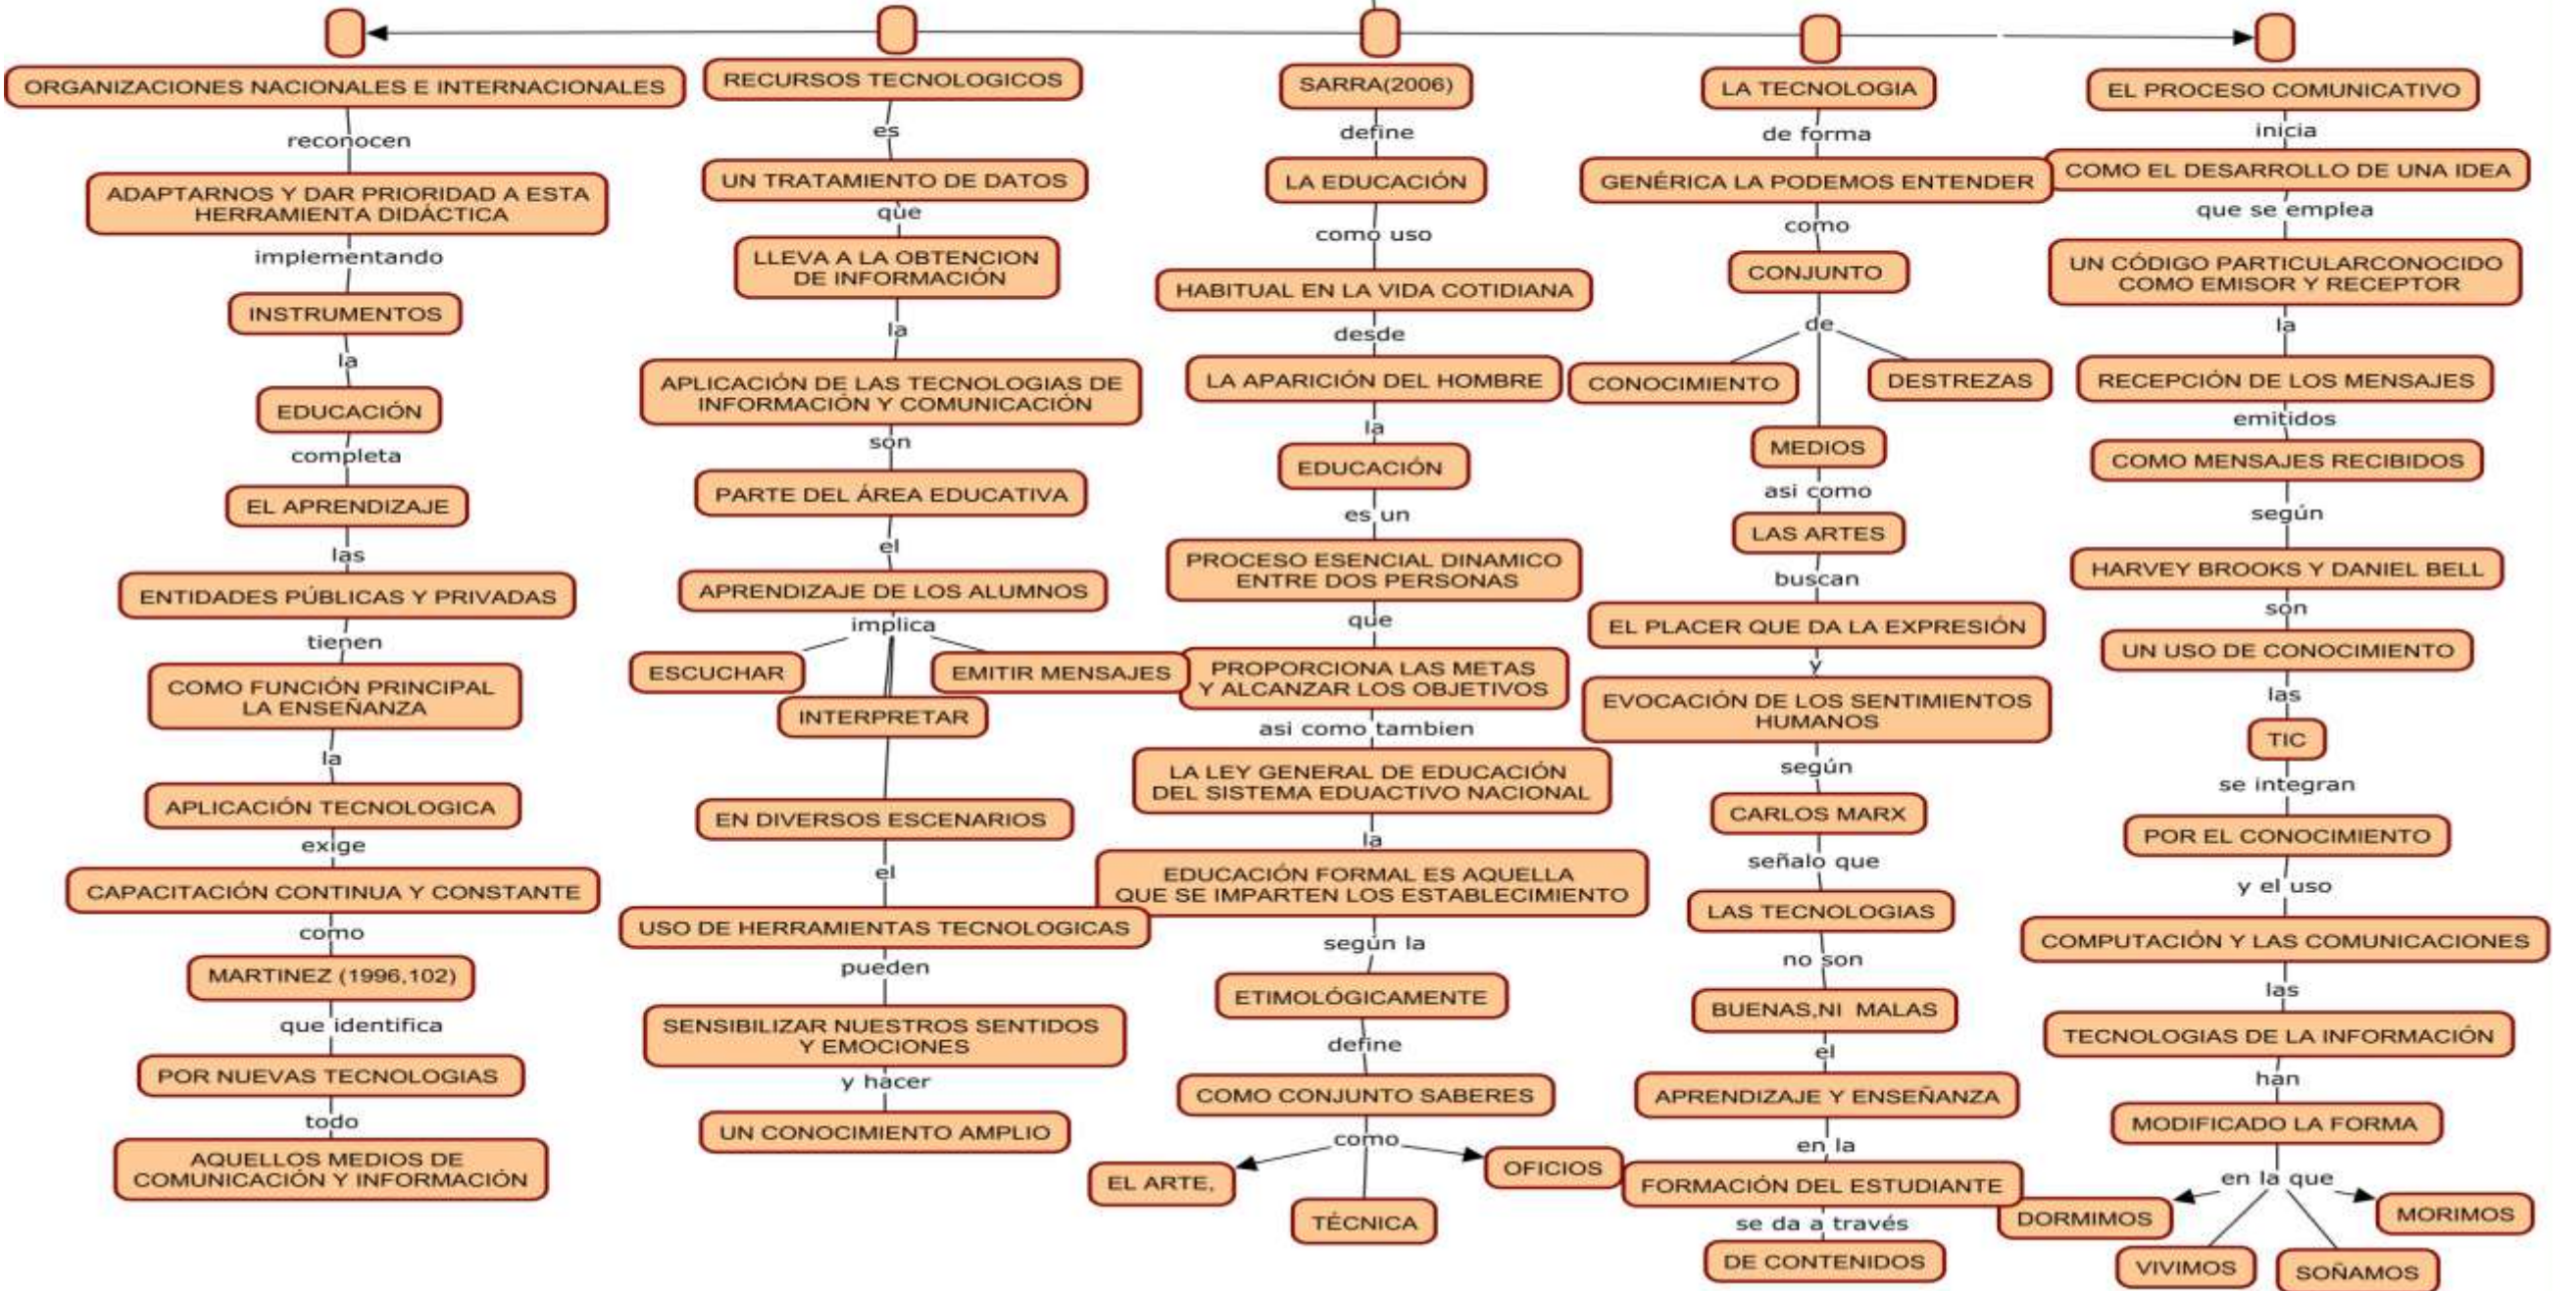 ORGANIZACIONES NACIONALES E INTERNACIONALES
reconocen
ADAPTARNOS Y DAR PRIORIDAD A ESTA
HERRAMIENTA DIDÁCTICA
implementando
INSTRUMENTOS
la
EDUCACIÓN
completa
EL APRENDIZAJE
las
ENTIDADES PÚBLICAS Y PRIVADAS
tienen
COMO FUNCIÓN PRINCIPAL
LA ENSEÑANZA
la
APLICACIÓN TECNOLOGICA
exige
CAPACITACIÓN CONTINUA Y CONSTANTE
como
MARTINEZ (1996,102)
que identifica
POR NUEVAS TECNOLOGIAS
todo
AQUELLOS MEDIOS DE
COMUNICACIÓN Y INFORMACIÓN
RECURSOS TECNOLOGICOS
es
UN TRATAMIENTO DE DATOS
que
LLEVA A LA OBTENCION
DE INFORMACIÓN
la
APLICACIÓN DE LAS TECNOLOGIAS DE
INFORMACIÓN Y COMUNICACIÓN
son
PARTE DEL ÁREA EDUCATIVA
el
APRENDIZAJE DE LOS ALUMNOS
implica
ESCUCHAR
EMITIR MENSAJES
INTERPRETAR
EN DIVERSOS ESCENARIOS
el
USO DE HERRAMIENTAS TECNOLOGICAS
pueden
SENSIBILIZAR NUESTROS SENTIDOS
Y EMOCIONES
y hacer
UN CONOCIMIENTO AMPLIO
SARRA(2006)
define
LA EDUCACIÓN
como uso
HABITUAL EN LA VIDA COTIDIANA
desde
LA APARICIÓN DEL HOMBRE
la
EDUCACIÓN
es un
PROCESO ESENCIAL DINAMICO
ENTRE DOS PERSONAS
que
PROPORCIONA LAS METAS
Y ALCANZAR LOS OBJETIVOS
asi como tambien
LA LEY GENERAL DE EDUCACIÓN
DEL SISTEMA EDUACTIVO NACIONAL
la
EDUCACIÓN FORMAL ES AQUELLA
QUE SE IMPARTEN LOS ESTABLECIMIENTO
según la
ETIMOLÓGICAMENTE
define
COMO CONJUNTO SABERES
como
EL ARTE,
OFICIOS
TÉCNICA
LA TECNOLOGIA
de forma
GENÉRICA LA PODEMOS ENTENDER
como
CONJUNTO
de
CONOCIMIENTO
DESTREZAS
MEDIOS
asi como
LAS ARTES
buscan
EL PLACER QUE DA LA EXPRESIÓN
y
EVOCACIÓN DE LOS SENTIMIENTOS
HUMANOS
según
CARLOS MARX
señalo que
LAS TECNOLOGIAS
no son
BUENAS,NI MALAS
el
APRENDIZAJE Y ENSEÑANZA
en la
FORMACIÓN DEL ESTUDIANTE
se da a través
DE CONTENIDOS
EL PROCESO COMUNICATIVO
inicia
COMO EL DESARROLLO DE UNA IDEA
que se emplea
UN CÓDIGO PARTICULARCONOCIDO
COMO EMISOR Y RECEPTOR
la
RECEPCIÓN DE LOS MENSAJES
emitidos
COMO MENSAJES RECIBIDOS
según
HARVEY BROOKS Y DANIEL BELL
son
UN USO DE CONOCIMIENTO
las
TIC
se integran
POR EL CONOCIMIENTO
y el uso
COMPUTACIÓN Y LAS COMUNICACIONES
las
TECNOLOGIAS DE LA INFORMACIÓN
han
MODIFICADO LA FORMA
en la que
DORMIMOS
MORIMOS
VIVIMOS
SOÑAMOS